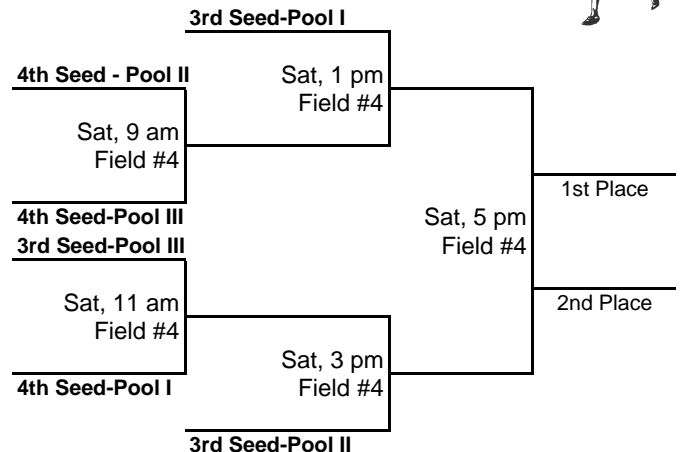 3rd Seed-Pool I
4th Seed - Pool II
Sat, 1 pm
Field #4
Sat, 9 am
Field #4
4th Seed-Pool III
3rd Seed-Pool III
1st Place
Sat, 5 pm
Field #4
Sat, 11 am
Field #4
2nd Place
4th Seed-Pool I
Sat, 3 pm
Field #4
3rd Seed-Pool II